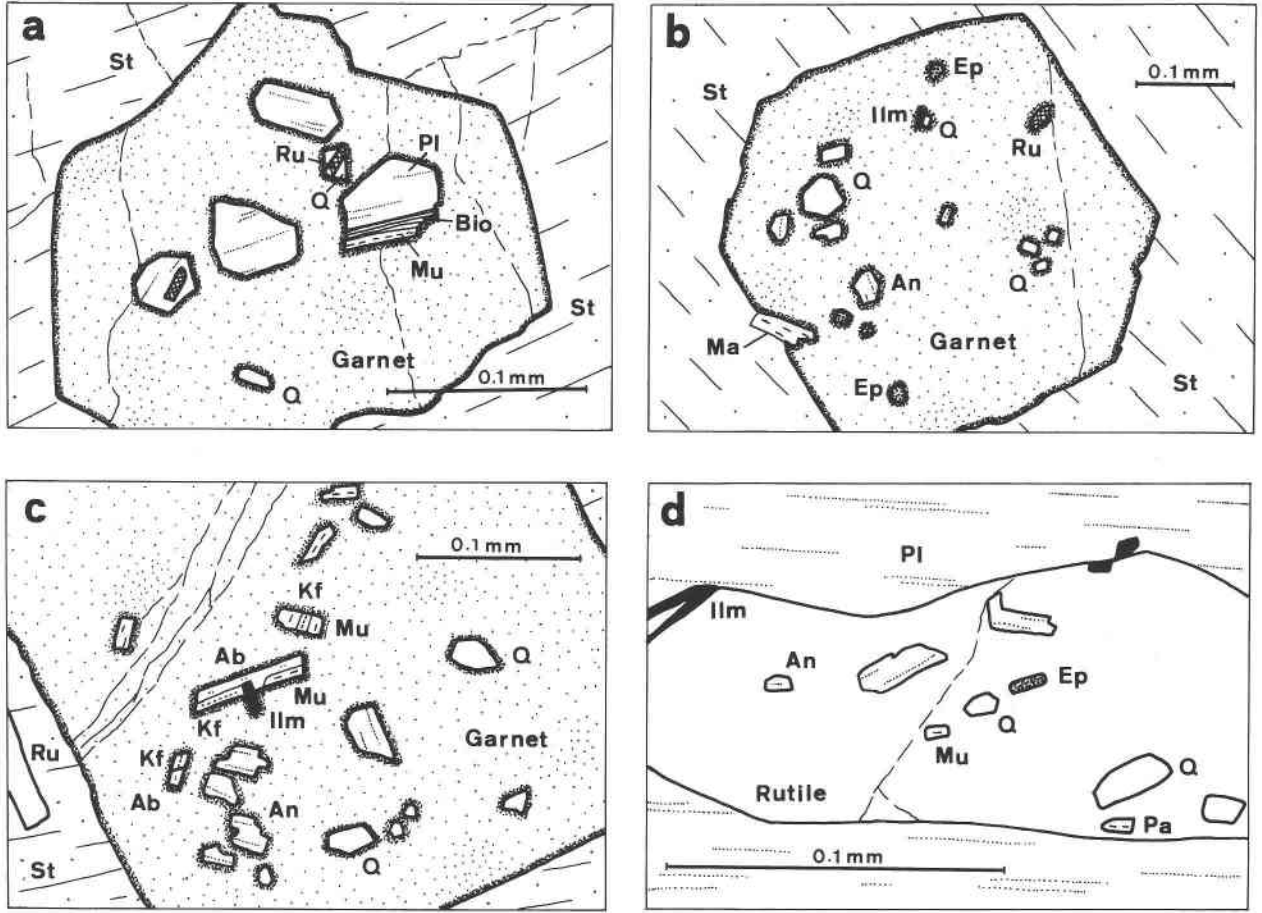 a
St
Ru
Pl
Q
Bio
Mu
St
Garnet
0.1 mm
Q
b
0.1 mm
Ep
St
Ilm
Q
Ru
Q
An
Q
Ma
Garnet
Ep
St
c
0.1 mm
Kf
Mu
Ab
Q
Mu
Kf
Ilm
Garnet
Ru
Kf
Ab
An
Q
St
d
Pl
Ilm
An
Ep
Q
Mu
Q
Rutile
Pa
0.1 mm